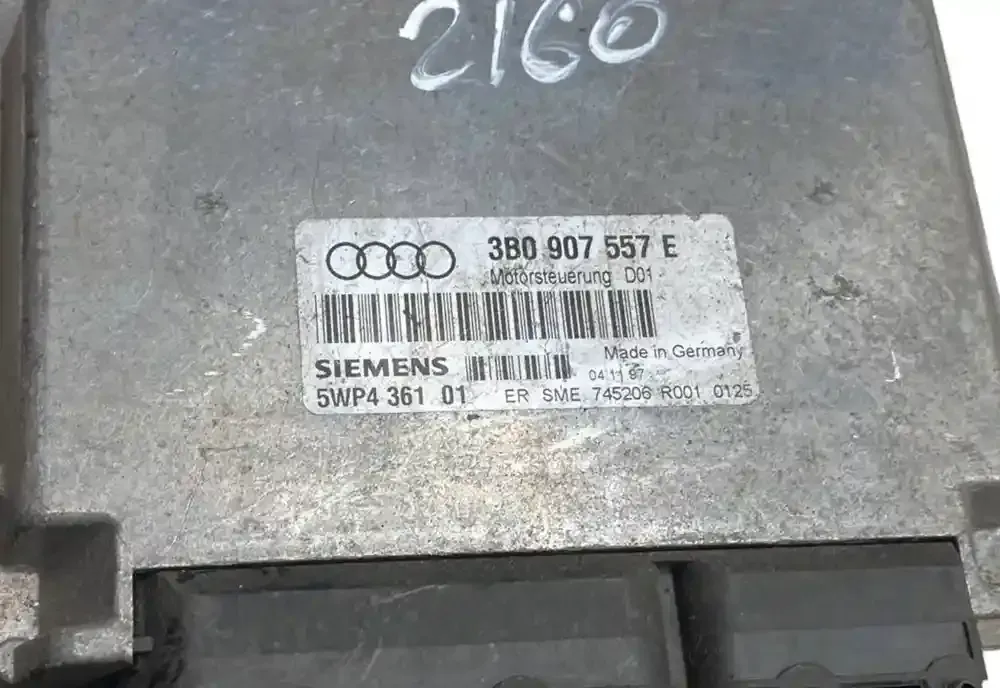 2160
3B0 907 557 E
Motorsteuerung D01
Made in Germany
SIEMENS
04 11 97
5WP4 361 01 ER SME 745206 R001 0125